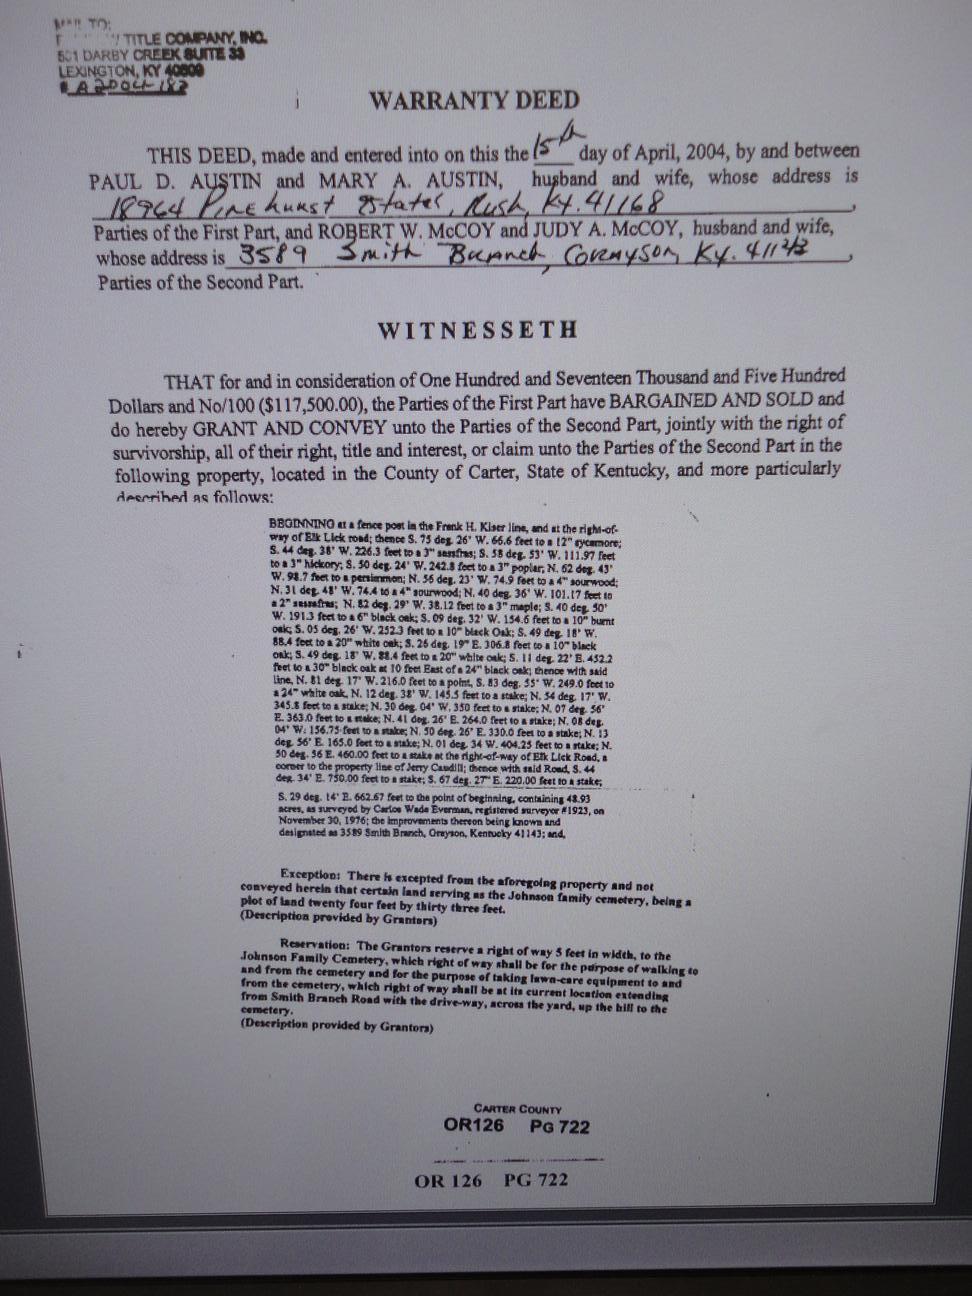 MAIL TO:
TITLE COMPANY, INC.
501 DARBY CREEK SUITE 33
LEXINGTON, KY 40509
LA2004-182
WARRANTY DEED
THIS DEED, made and entered into on this the 15th day of April, 2004, by and between
PAUL D. AUSTIN and MARY A. AUSTIN, husband and wife, whose address is
18964 Pinehurst Estates, Rush, Ky. 41168,
Parties of the First Part, and ROBERT W. McCOY and JUDY A. McCOY, husband and wife,
whose address is 3589 Smith Branch, Grayson, Ky. 41143,
Parties of the Second Part.
WITNESSETH
THAT for and in consideration of One Hundred and Seventeen Thousand and Five Hundred
Dollars and No/100 ($117,500.00), the Parties of the First Part have BARGAINED AND SOLD and
do hereby GRANT AND CONVEY unto the Parties of the Second Part, jointly with the right of
survivorship, all of their right, title and interest, or claim unto the Parties of the Second Part in the
following property, located in the County of Carter, State of Kentucky, and more particularly
described as follows:
BEGINNING at a fence post in the Frank H. Kiser line, and at the right-of-
way of Elk Lick road; thence S. 75 deg. 26' W. 66.6 feet to a 12" sycamore;
S. 44 deg. 38' W. 226.3 feet to a 3" sassfras; S. 58 deg. 53' W. 111.97 feet
to a 3" hickory; S. 50 deg. 24' W. 242.8 feet to a 3" poplar; N. 62 deg. 43'
W. 98.7 feet to a persimmon; N. 56 deg. 23' W. 74.9 feet to a 4" sourwood;
N. 31 deg. 48' W. 74.4 to a 4" sourwood; N. 40 deg. 36' W. 101.17 feet to
a 2" sassafras; N. 82 deg. 29' W. 38.12 feet to a 3" maple; S. 40 deg. 50'
W. 191.3 feet to a 6" black oak; S. 09 deg. 32' W. 154.6 feet to a 10" burnt
oak; S. 05 deg. 26' W. 252.3 feet to a 10" black Oak; S. 49 deg. 18' W.
88.4 feet to a 20" white oak; S. 26 deg. 19" E. 306.8 feet to a 10" black
oak; S. 49 deg. 18' W. 88.4 feet to a 20" white oak; S. 11 deg. 22' E. 452.2
feet to a 30" black oak at 10 feet East of a 24" black oak; thence with said
line, N. 81 deg. 17' W. 216.0 feet to a point, S. 83 deg. 55' W. 249.0 feet to
a 24" white oak, N. 12 deg. 38' W. 145.5 feet to a stake; N. 54 deg. 17' W.
345.8 feet to a stake; N. 30 deg. 04' W. 350 feet to a stake; N. 07 deg. 56'
E. 363.0 feet to a stake; N. 41 deg. 26' E. 264.0 feet to a stake; N. 08 deg.
04' W. 156.75 feet to a stake; N. 50 deg. 26' E. 330.0 feet to a stake; N. 13
deg. 56' E. 165.0 feet to a stake; N. 01 deg. 34 W. 404.25 feet to a stake; N.
50 deg. 56 E. 460.00 feet to a stake at the right-of-way of Elk Lick Road, a
corner to the property line of Jerry Caudill; thence with said Road, S. 44
deg. 34' E. 750.00 feet to a stake; S. 67 deg. 27" E. 220.00 feet to a stake;
S. 29 deg. 14' E. 662.67 feet to the point of beginning, containing 48.93
acres, as surveyed by Carlos Wade Everman, registered surveyor #1923, on
November 30, 1976; the improvements thereon being known and
designated as 3589 Smith Branch, Grayson, Kentucky 41143; and,
Exception: There is excepted from the aforegoing property and not
conveyed herein that certain land serving as the Johnson family cemetery, being a
plot of land twenty four feet by thirty three feet.
(Description provided by Grantors)
Reservation: The Grantors reserve a right of way 5 feet in width, to the
Johnson Family Cemetery, which right of way shall be for the purpose of walking to
and from the cemetery and for the purpose of taking lawn-care equipment to and
from the cemetery, which right of way shall be at its current location extending
from Smith Branch Road with the drive-way, across the yard, up the hill to the
cemetery.
(Description provided by Grantors)
CARTER COUNTY
OR126 PG 722
OR 126 PG 722